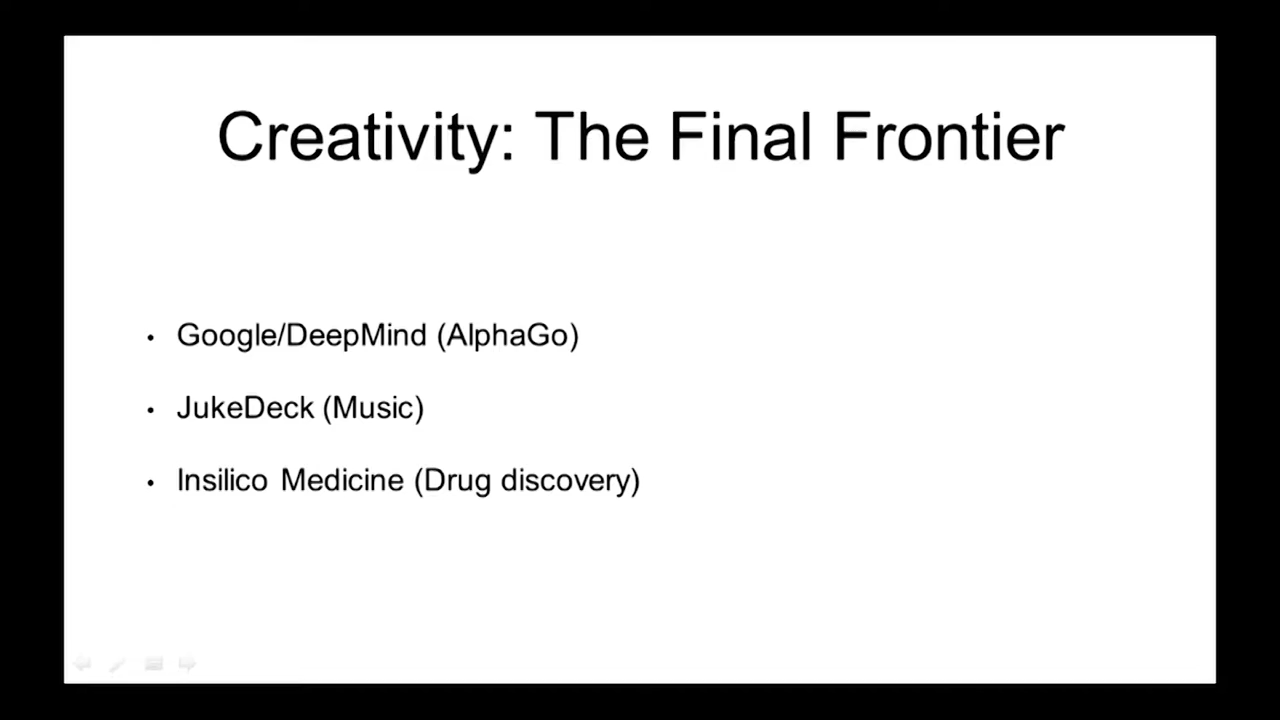 Creativity: The Final Frontier
• Google/DeepMind (AlphaGo)
• JukeDeck (Music)
• Insilico Medicine (Drug discovery)